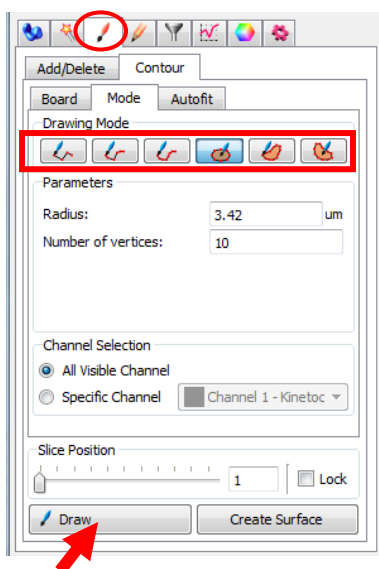 Add/Delete Contour
Board Mode Autofit
Drawing Mode
Parameters
Radius: 3.42 um
Number of vertices: 10
Channel Selection
All Visible Channel
Specific Channel Channel 1 - Kinetoc
Slice Position
1 Lock
Draw Create Surface